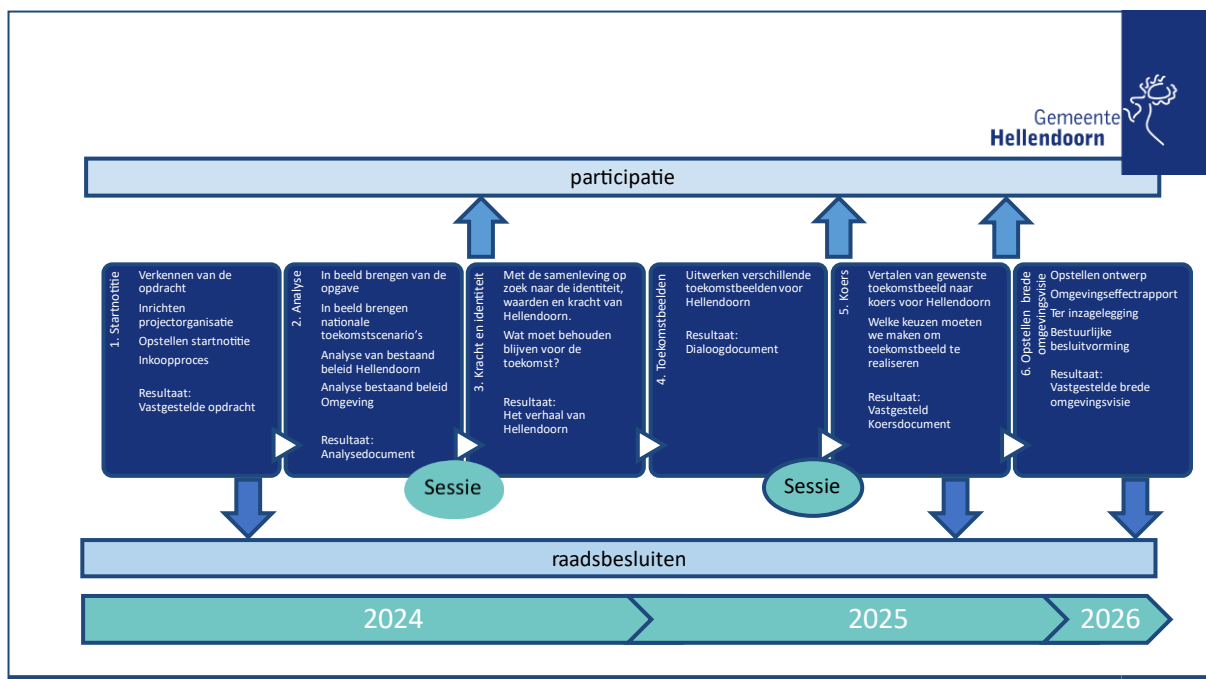 Gemeente
Hellendoorn
participatie
1. Startnotitie
Verkennen van de
opdracht
Inrichten
projectorganisatie
Opstellen startnotitie
Inkoopproces
Resultaat:
Vastgestelde opdracht
2. Analyse
In beeld brengen van de
opgave
In beeld brengen
nationale
toekomstscenario's
Analyse van bestaand
beleid Hellendoorn
Analyse bestaand beleid
Omgeving
Resultaat:
Analysedocument
3. Kracht en identiteit
Met de samenleving op
zoek naar de identiteit,
waarden en kracht van
Hellendoorn.
Wat moet behouden
blijven voor de
toekomst?
Resultaat:
Het verhaal van
Hellendoorn
4. Toekomstbeelden
Uitwerken verschillende
toekomstbeelden voor
Hellendoorn
Resultaat:
Dialoogdocument
5. Koers
Vertalen van gewenste
toekomstbeeld naar
koers voor Hellendoorn
Welke keuzen moeten
we maken om
toekomstbeeld te
realiseren
Resultaat:
Vastgesteld
Koersdocument
6. Opstellen brede
omgevingsvisie
Opstellen ontwerp
Omgevingseffectrapport
Ter inzagelegging
Bestuurlijke
besluitvorming
Resultaat:
Vastgestelde brede
omgevingsvisie
Sessie
Sessie
raadsbesluiten
2024
2025
2026